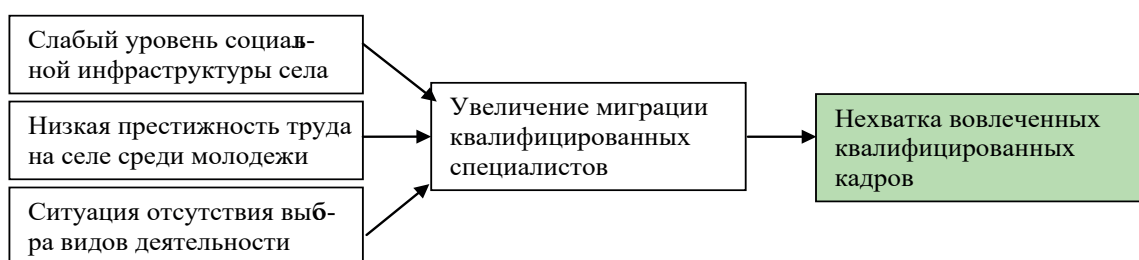 Слабый уровень социаль-
ной инфраструктуры села
Низкая престижность труда
на селе среди молодежи
Ситуация отсутствия выб-
ра видов деятельности
Увеличение миграции
квалифицированных
специалистов
Нехватка вовлеченных
квалифицированных
кадров